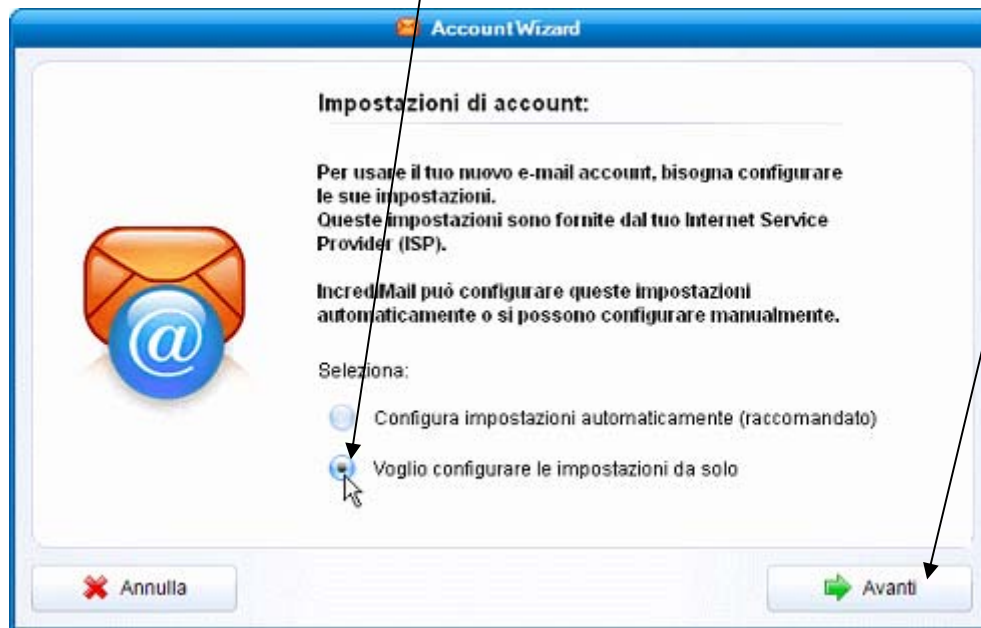 Account Wizard
Impostazioni di account:
Per usare il tuo nuovo e-mail account, bisogna configurare
le sue impostazioni.
Queste impostazioni sono fornite dal tuo Internet Service
Provider (ISP).
IncrediMail può configurare queste impostazioni
automaticamente o si possono configurare manualmente.
Seleziona:
Configura impostazioni automaticamente (raccomandato)
Voglio configurare le impostazioni da solo
Annulla
Avanti